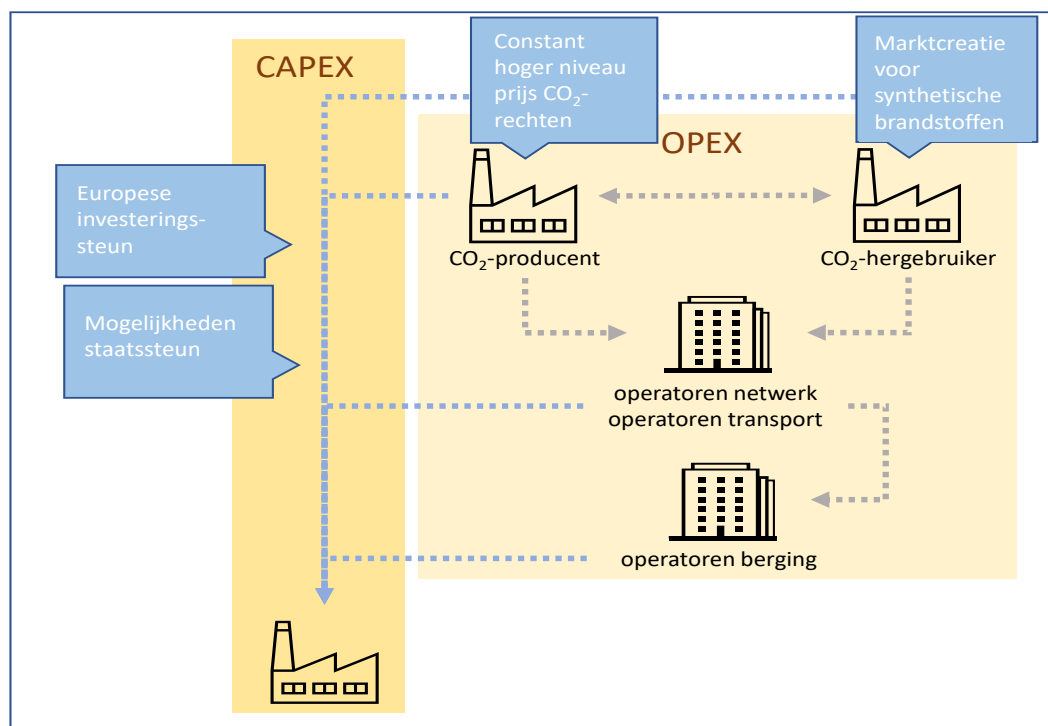 CAPEX
Constant
hoger niveau
prijs CO₂-
rechten
Marktcreatie
voor
synthetische
brandstoffen
OPEX
Europese
investerings-
steun
Mogelijkheden
staatssteun
CO₂-producent
CO₂-hergebruiker
operatoren netwerk
operatoren transport
operatoren berging